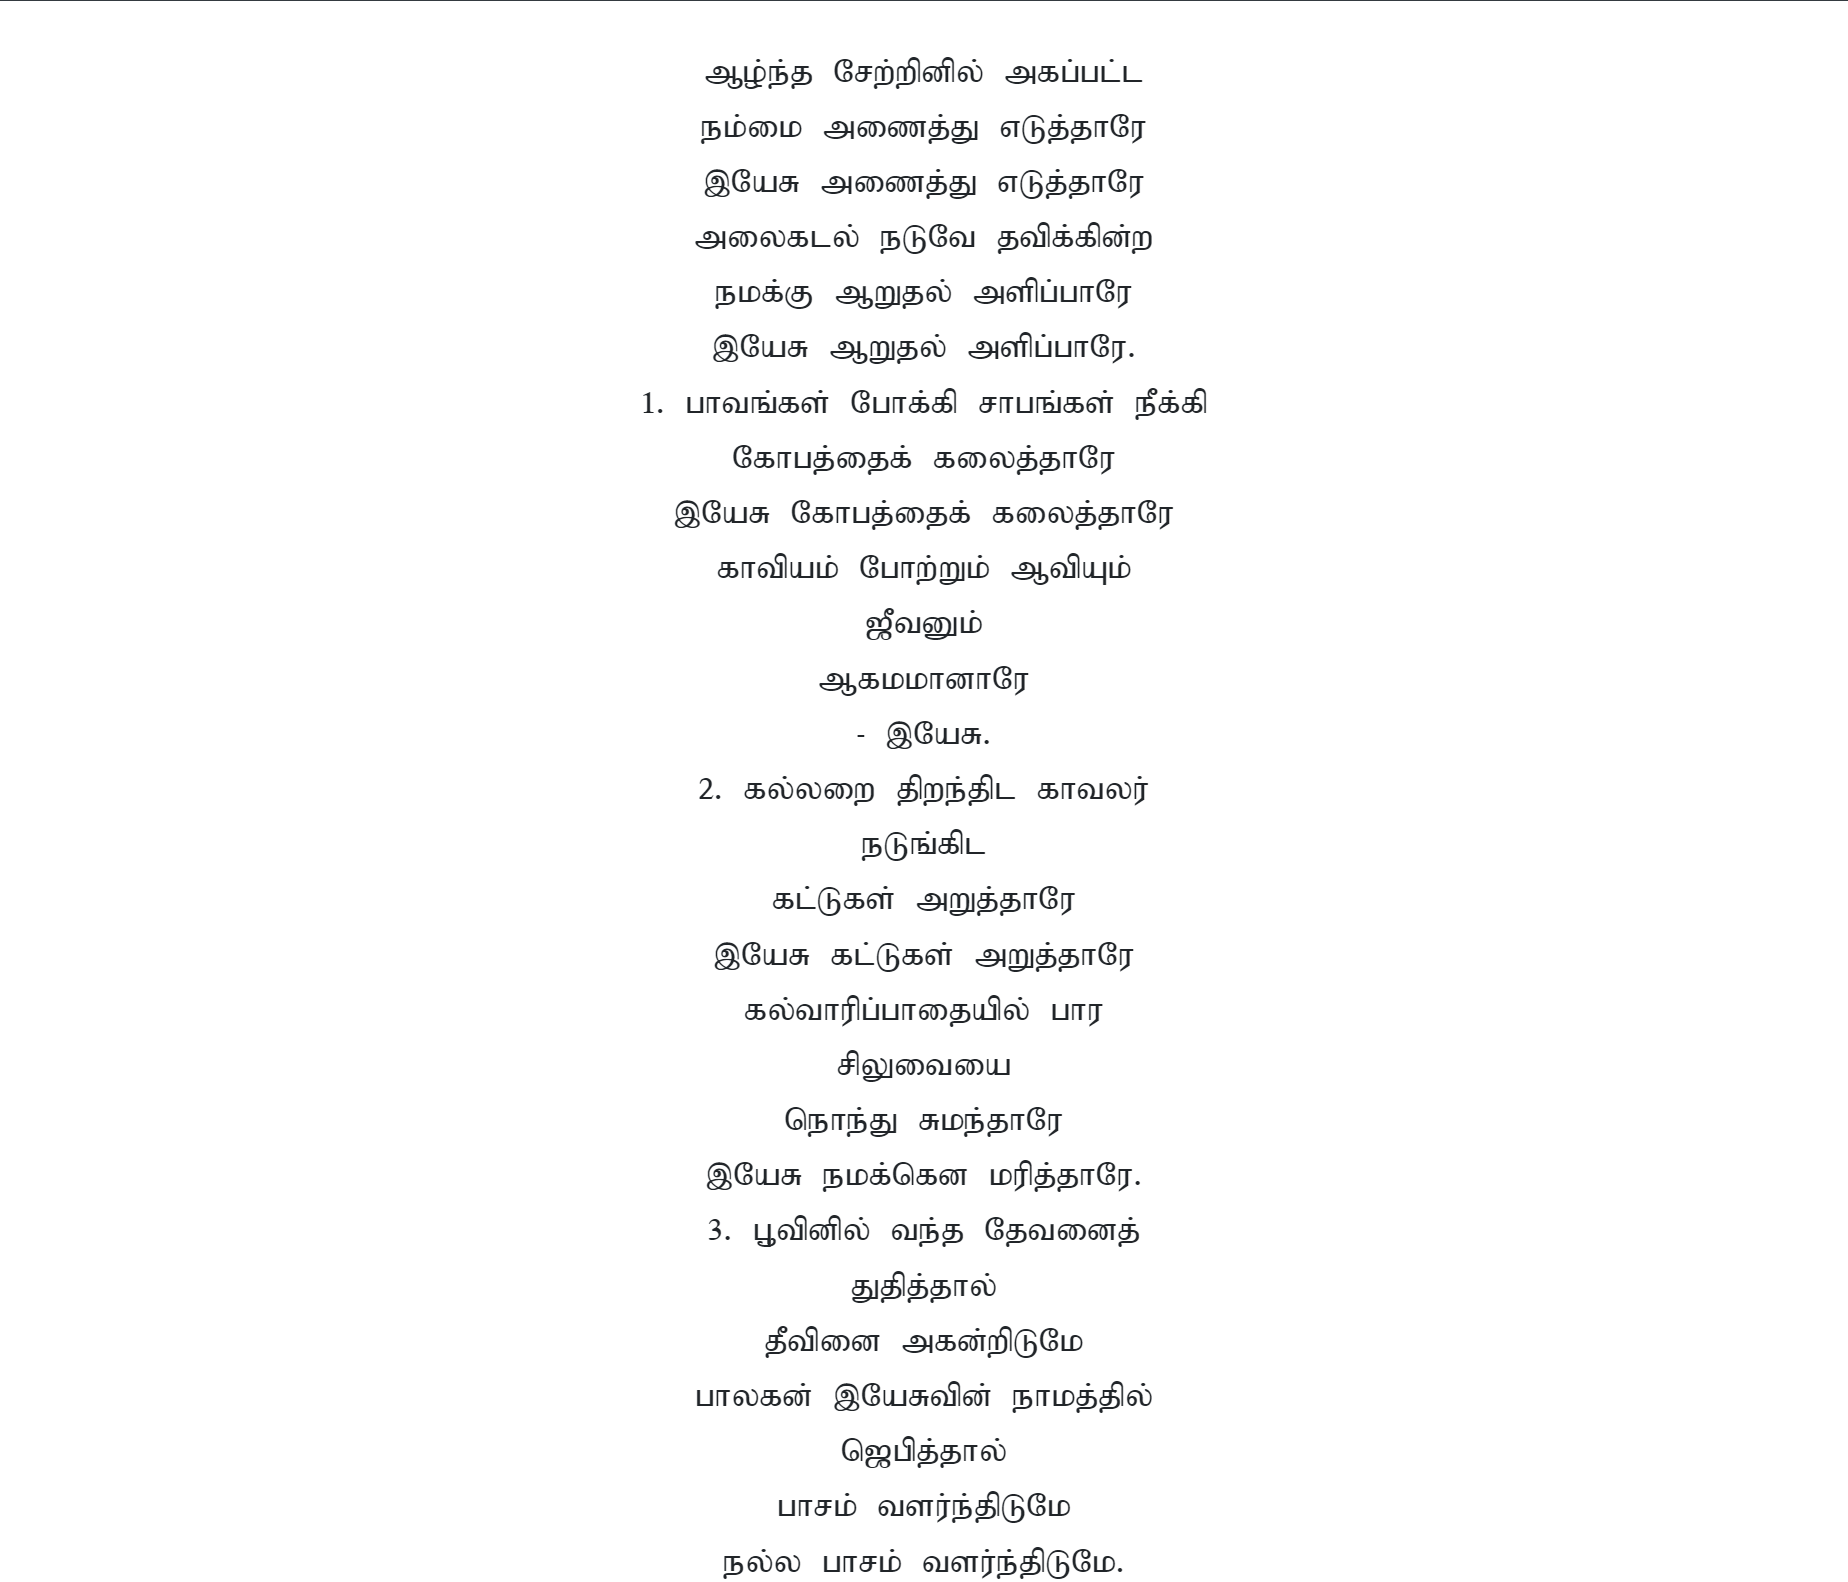 ஆழ்ந்த சேற்றினில் அகப்பட்ட
நம்மை அணைத்து எடுத்தாரே
இயேசு அணைத்து எடுத்தாரே
அலைகடல் நடுவே தவிக்கின்ற
நமக்கு ஆறுதல் அளிப்பாரே
இயேசு ஆறுதல் அளிப்பாரே.
1. பாவங்கள் போக்கி சாபங்கள் நீக்கி
கோபத்தைக் கலைத்தாரே
இயேசு கோபத்தைக் கலைத்தாரே
காவியம் போற்றும் ஆவியும்
ஜீவனும்
ஆகமமானாரே
- இயேசு.
2. கல்லறை திறந்திட காவலர்
நடுங்கிட
கட்டுகள் அறுத்தாரே
இயேசு கட்டுகள் அறுத்தாரே
கல்வாரிப்பாதையில் பார
சிலுவையை
நொந்து சுமந்தாரே
இயேசு நமக்கென மரித்தாரே.
3. பூவினில் வந்த தேவனைத்
துதித்தால்
தீவினை அகன்றிடுமே
பாலகன் இயேசுவின் நாமத்தில்
ஜெபித்தால்
பாசம் வளர்ந்திடுமே
நல்ல பாசம் வளர்ந்திடுமே.